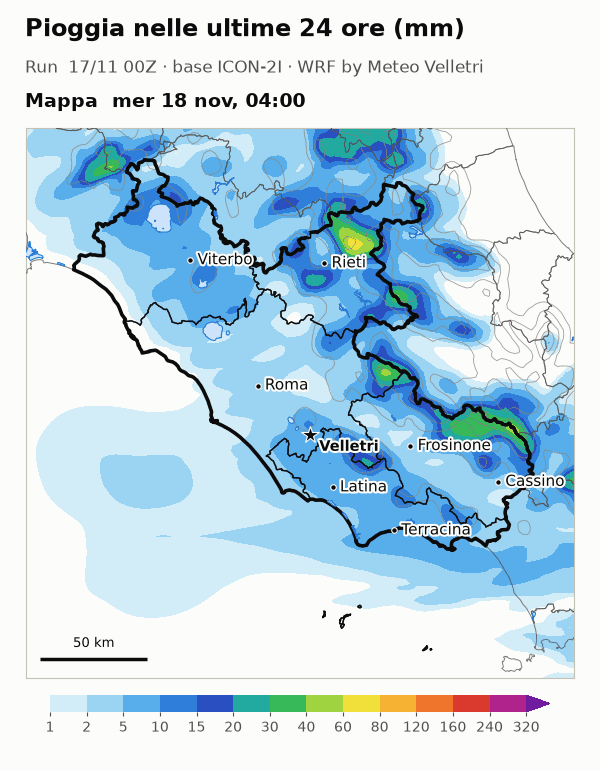 Pioggia nelle ultime 24 ore (mm)
Run  17/11 00Z · base ICON-2I · WRF by Meteo Velletri
Mappa  mer 18 nov, 04:00
Viterbo
Rieti
Roma
Velletri
Frosinone
Cassino
Latina
Terracina
50 km
1 2 5 10 15 20 30 40 60 80 120 160 240 320